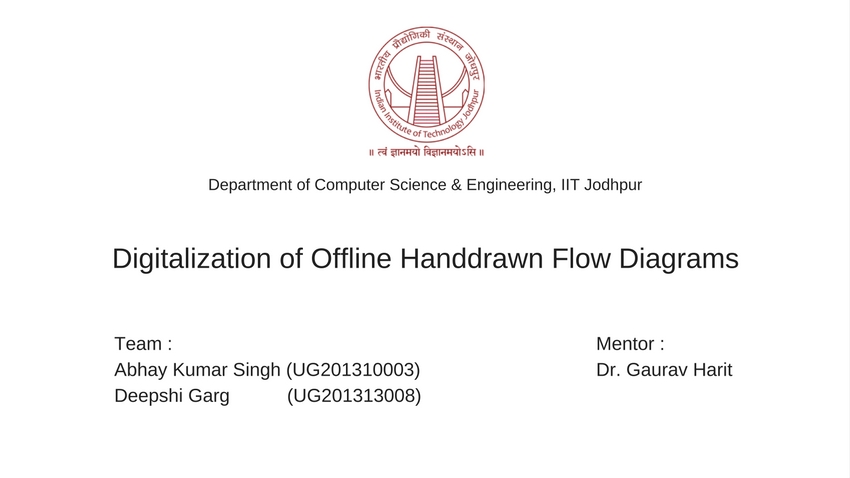 भारतीय प्रौद्योगिकी संस्थान जोधपुर
Indian Institute of Technology Jodhpur
॥ त्वं ज्ञानमयो विज्ञानमयोऽसि ॥
Department of Computer Science & Engineering, IIT Jodhpur
Digitalization of Offline Handdrawn Flow Diagrams
Team :
Abhay Kumar Singh (UG201310003)
Deepshi Garg (UG201313008)
Mentor :
Dr. Gaurav Harit